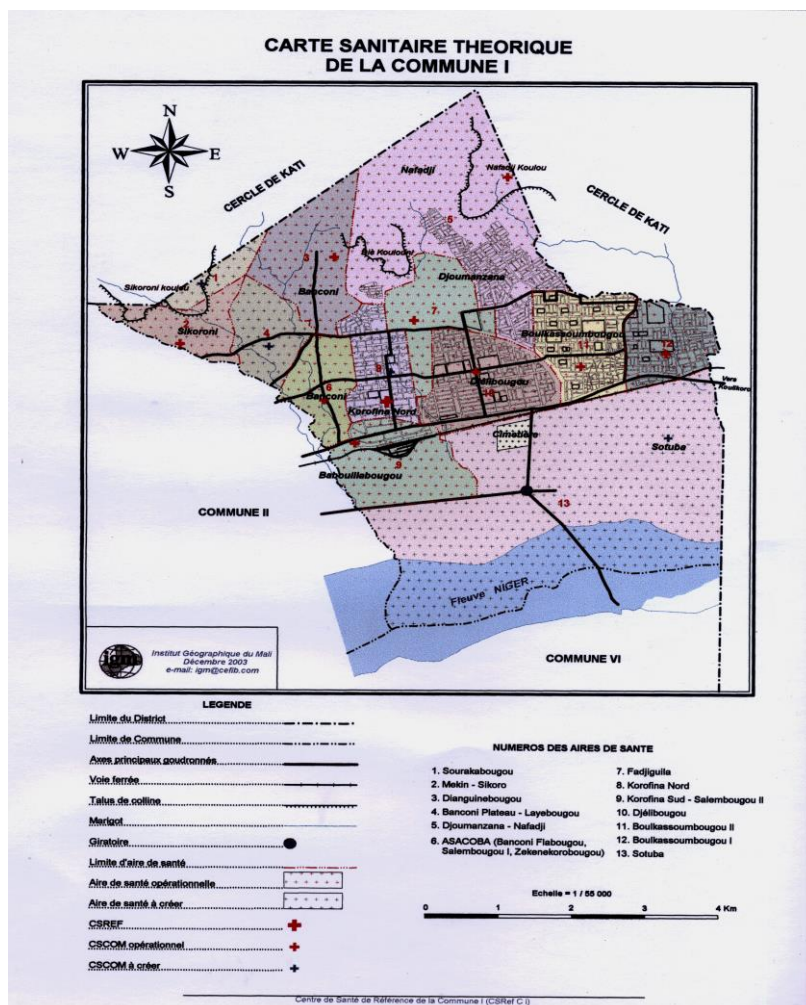 CARTE SANITAIRE THEORIQUE
DE LA COMMUNE I
N
W
E
S
CERCLE DE KATI
CERCLE DE KATI
Nafadji
Nafadji Koulou
5
Djoumanzana
3
Banconi
Sikoroni koulou
1
2
Sikoroni
4
7
Boulkassoumbougou
11
12
6
Banconi
8
Korofina Nord
Djélibougou
10
Vers
Koulikoro
Cimetière
Sotuba
9
Babouillabougou
13
COMMUNE II
Fleuve NIGER
COMMUNE VI
igm
Institut Géographique du Mali
Décembre 2003
e-mail: igm@cefib.com
LEGENDE
Limite du District
Limite de Commune
Axes principaux goudronnés
Voie ferrée
Talus de colline
Marigot
Giratoire
Limite d'aire de santé
Aire de santé opérationnelle
Aire de santé à créer
CSREF
CSCOM opérationnel
CSCOM à créer
NUMEROS DES AIRES DE SANTE
1. Sourakabougou
2. Mekin - Sikoro
3. Dianguinebougou
4. Banconi Plateau - Layebougou
5. Djoumanzana - Nafadji
6. ASACOBA (Banconi Flabougou,
Salembougou I, Zekenekorobougou)
7. Fadjiguila
8. Korofina Nord
9. Korofina Sud - Salembougou II
10. Djélibougou
11. Boulkassoumbougou II
12. Boulkassoumbougou I
13. Sotuba
Echelle = 1 / 55 000
0 1 2 3 4 Km
Centre de Santé de Référence de la Commune I (CSRef C I)